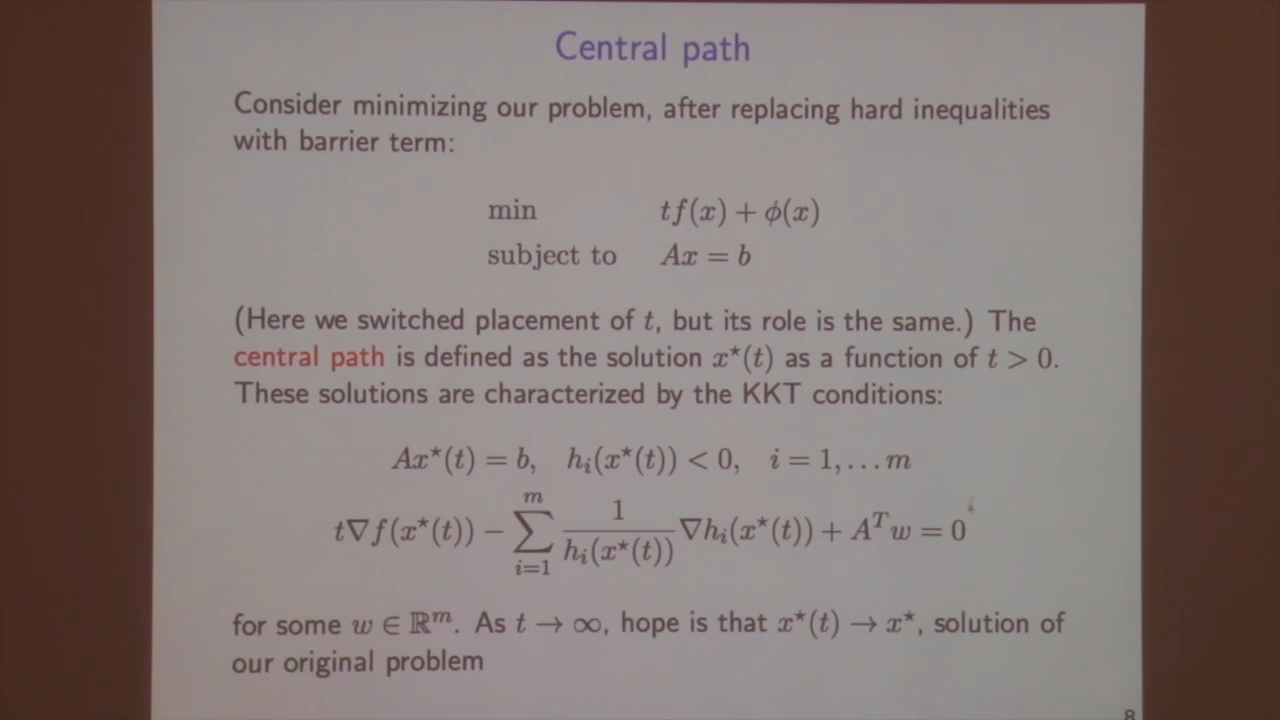 Central path
Consider minimizing our problem, after replacing hard inequalities
with barrier term:
min tf(x) + ϕ(x)
subject to Ax = b
(Here we switched placement of t, but its role is the same.) The
central path is defined as the solution x⋆(t) as a function of t > 0.
These solutions are characterized by the KKT conditions:
Ax⋆(t) = b, hᵢ(x⋆(t)) < 0, i = 1, . . . m
t∇f(x⋆(t)) − ∑ᵢ₌₁ᵐ 1/hᵢ(x⋆(t)) ∇hᵢ(x⋆(t)) + Aᵀw = 0
for some w ∈ ℝᵐ. As t → ∞, hope is that x⋆(t) → x⋆, solution of
our original problem
8